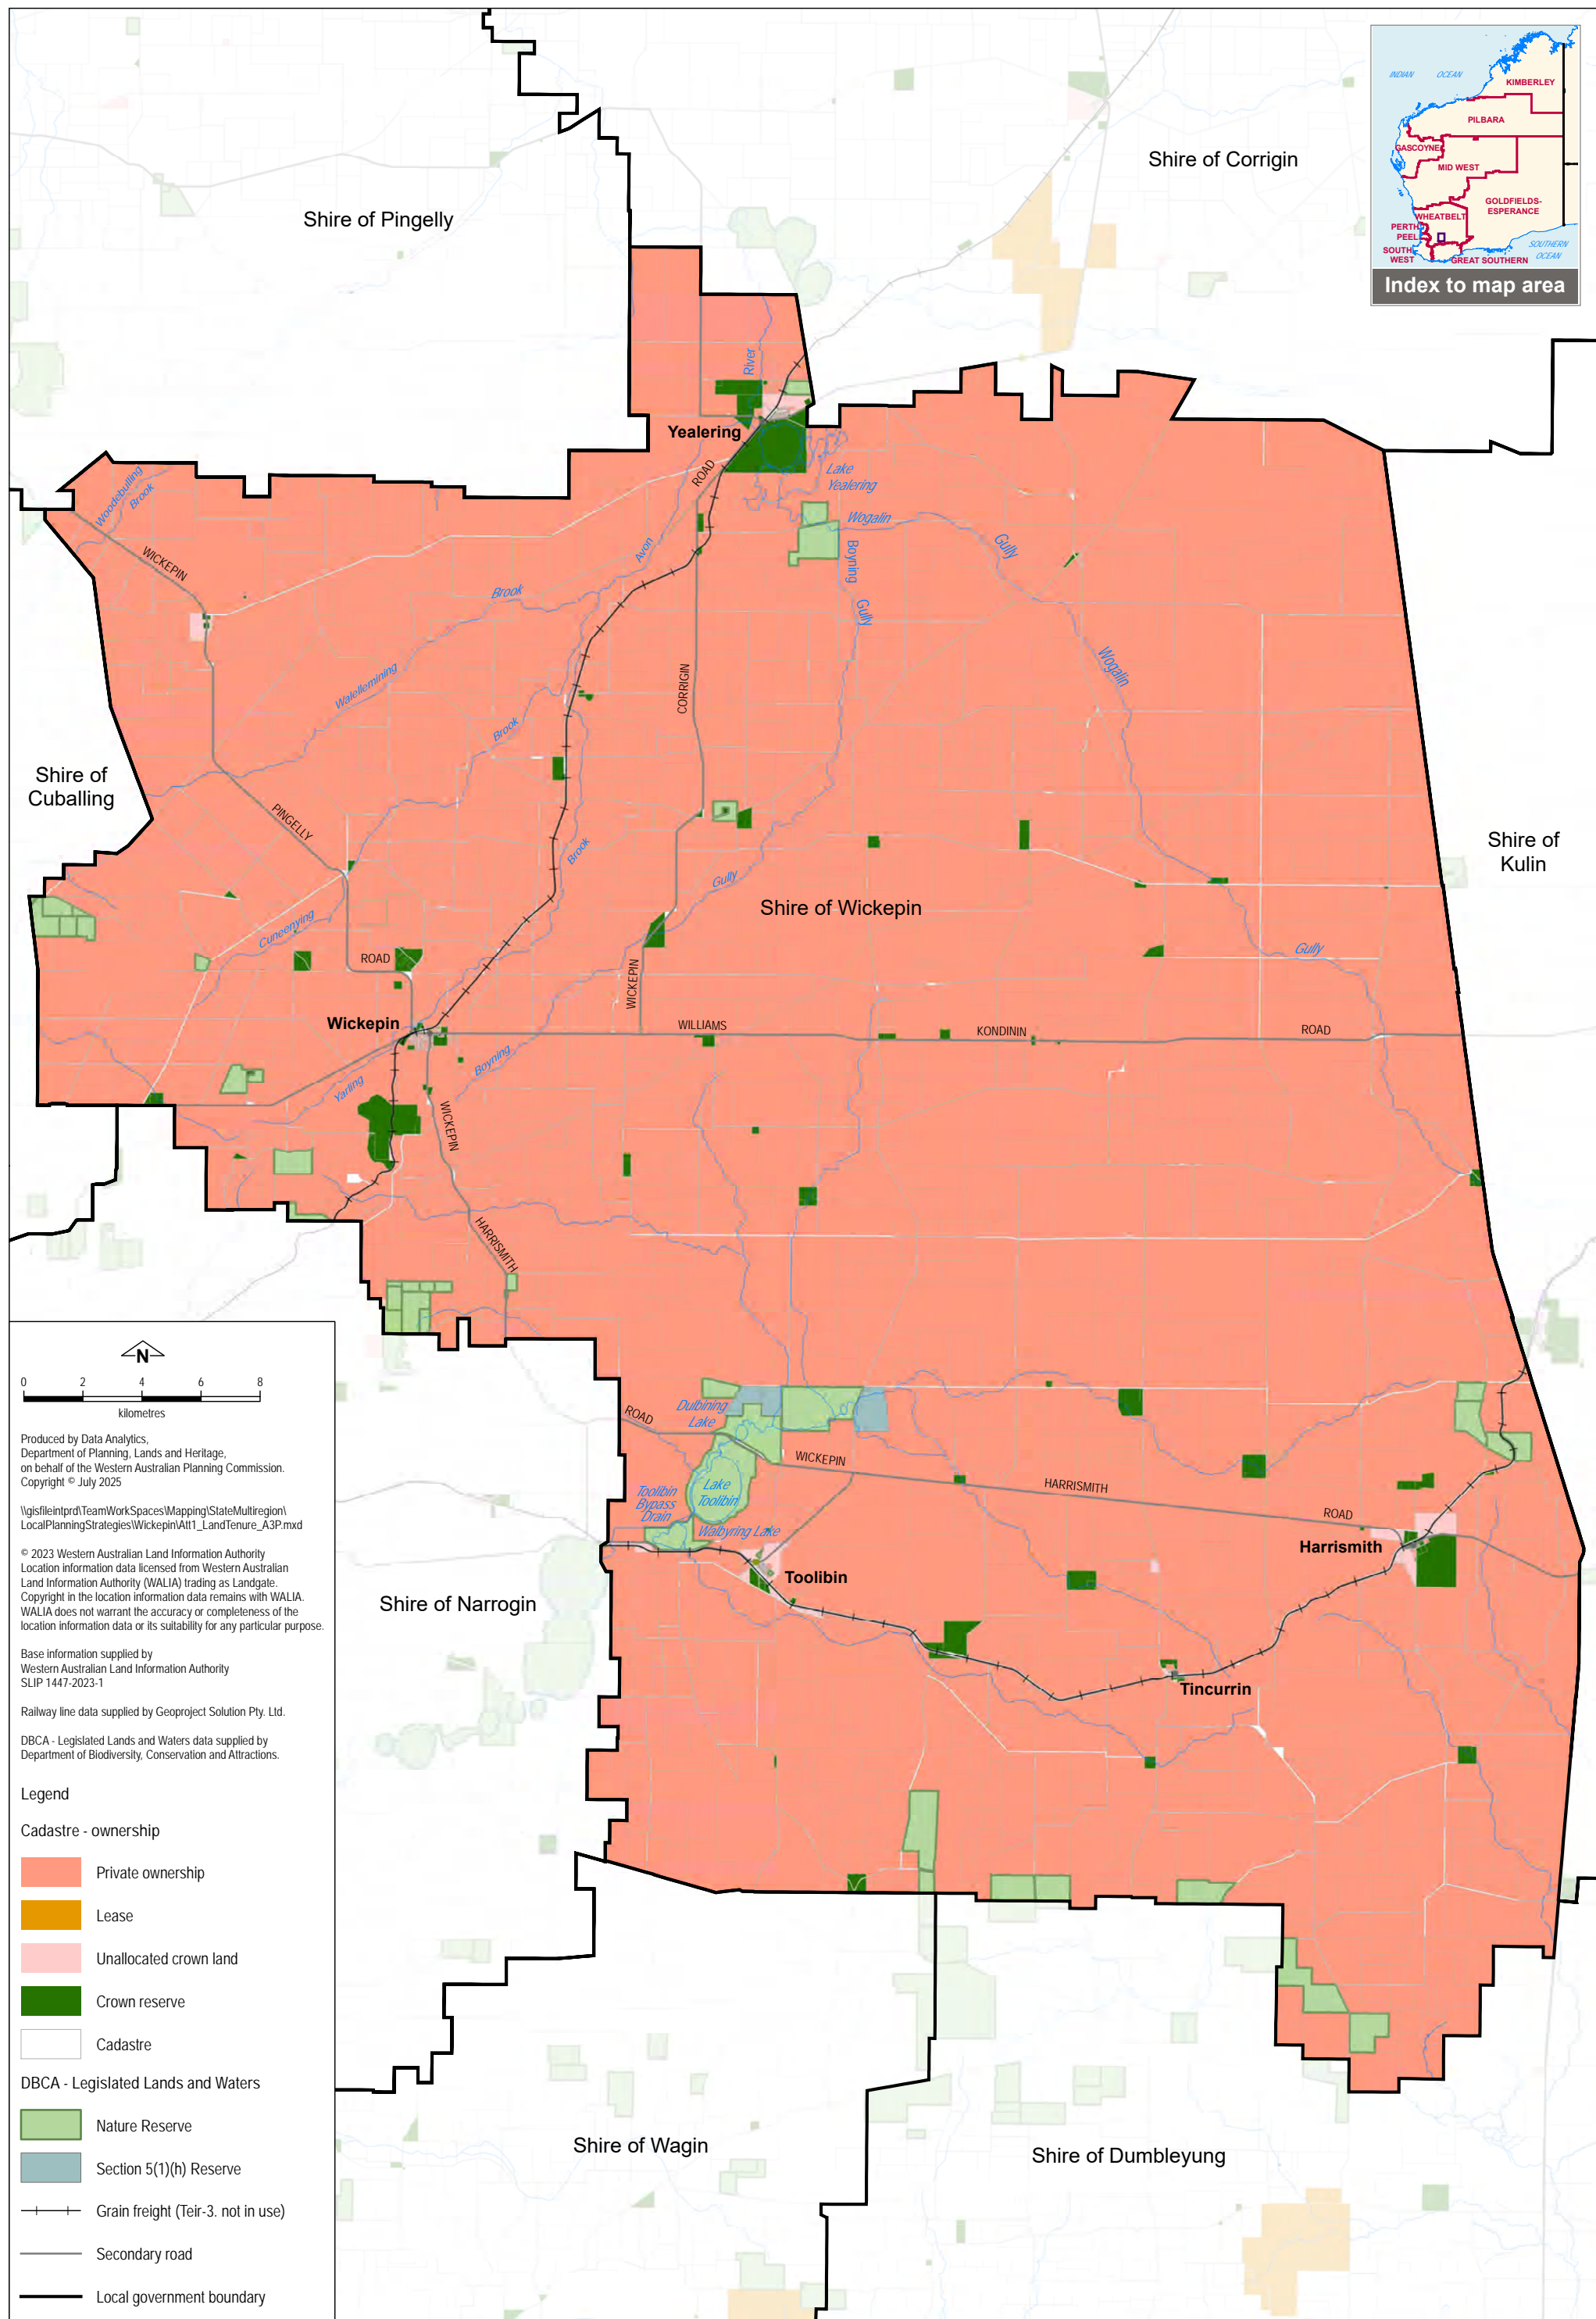 Shire of Pingelly
Shire of Corrigin
INDIAN OCEAN
KIMBERLEY
PILBARA
GASCOYNE
MID WEST
GOLDFIELDS-
ESPERANCE
WHEATBELT
PERTH
PEEL
SOUTH
WEST
GREAT SOUTHERN
SOUTHERN
OCEAN
Index to map area
River
Yealering
ROAD
Lake
Yealering
Woodebulling
Brook
WICKEPIN
Wogalin
Gully
Boyning
Gully
Avon
Brook
Walellemining
Wogalin
CORRIGIN
Brook
Shire of
Cuballing
PINGELLY
Brook
Shire of
Kulin
Gully
Shire of Wickepin
Cuneenying
ROAD
Gully
WICKEPIN
Wickepin
WILLIAMS
KONDININ
ROAD
Boyning
Yarling
WICKEPIN
HARRISMITH
Dulbining
Lake
ROAD
WICKEPIN
HARRISMITH
ROAD
Lake
Toolibin
Toolibin
Bypass
Drain
Walbyring Lake
Harrismith
Toolibin
Shire of Narrogin
Tincurrin
Shire of Wagin
Shire of Dumbleyung
N
0 2 4 6 8
kilometres
Produced by Data Analytics,
Department of Planning, Lands and Heritage,
on behalf of the Western Australian Planning Commission.
Copyright © July 2025
\\gisfileintprd\TeamWorkSpaces\Mapping\StateMultiregion\
LocalPlanningStrategies\Wickepin\Att1_LandTenure_A3P.mxd
© 2023 Western Australian Land Information Authority
Location information data licensed from Western Australian
Land Information Authority (WALIA) trading as Landgate.
Copyright in the location information data remains with WALIA.
WALIA does not warrant the accuracy or completeness of the
location information data or its suitability for any particular purpose.
Base information supplied by
Western Australian Land Information Authority
SLIP 1447-2023-1
Railway line data supplied by Geoproject Solution Pty. Ltd.
DBCA - Legislated Lands and Waters data supplied by
Department of Biodiversity, Conservation and Attractions.
Legend
Cadastre - ownership
Private ownership
Lease
Unallocated crown land
Crown reserve
Cadastre
DBCA - Legislated Lands and Waters
Nature Reserve
Section 5(1)(h) Reserve
Grain freight (Teir-3. not in use)
Secondary road
Local government boundary